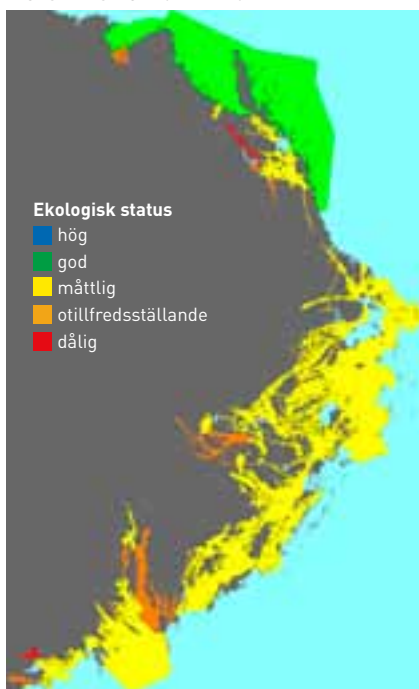 Ekologisk status
hög
god
måttlig
otillfredsställande
dålig